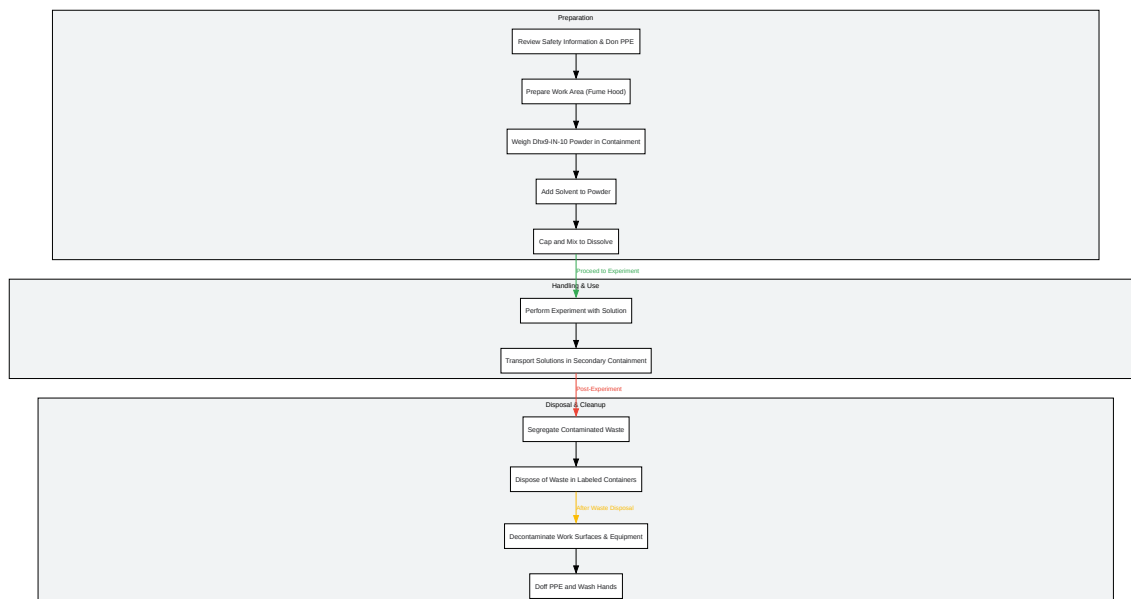 Preparation
Review Safety Information & Don PPE
Prepare Work Area (Fume Hood)
Weigh Dhx9-IN-10 Powder in Containment
Add Solvent to Powder
Cap and Mix to Dissolve
Proceed to Experiment
Handling & Use
Perform Experiment with Solution
Transport Solutions in Secondary Containment
Post-Experiment
Disposal & Cleanup
Segregate Contaminated Waste
Dispose of Waste in Labeled Containers
After Waste Disposal
Decontaminate Work Surfaces & Equipment
Doff PPE and Wash Hands